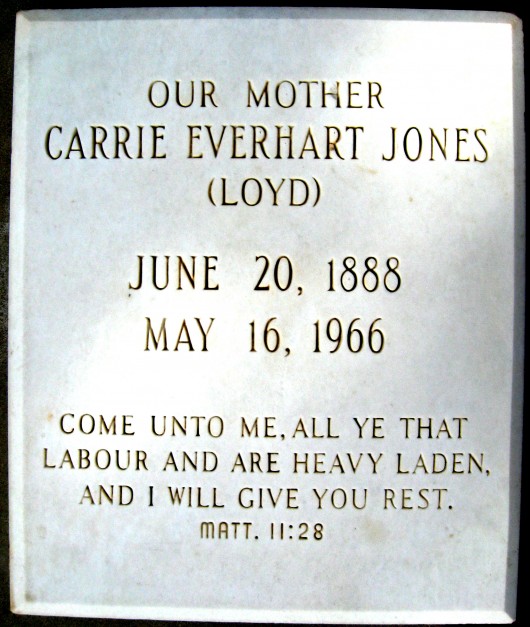 OUR MOTHER
CARRIE EVERHART JONES
(LOYD)
JUNE 20, 1888
MAY 16, 1966
COME UNTO ME, ALL YE THAT
LABOUR AND ARE HEAVY LADEN,
AND I WILL GIVE YOU REST.
MATT. 11:28